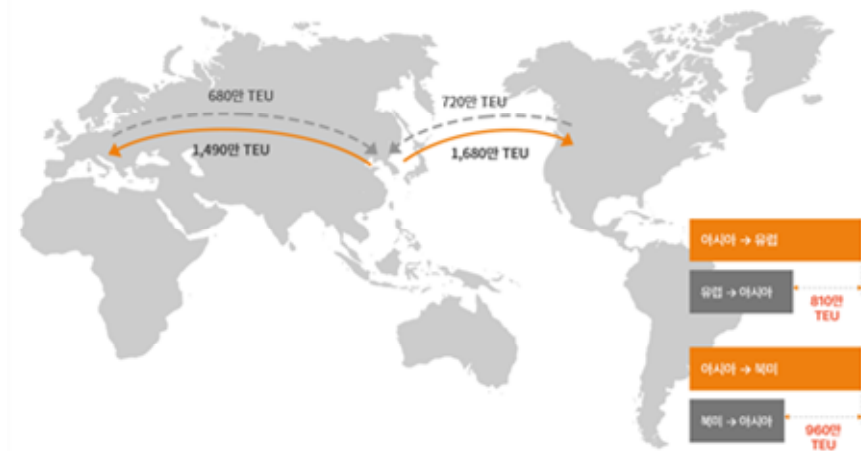 680만 TEU
720만 TEU
1,490만 TEU
1,680만 TEU
아시아 → 유럽
유럽 → 아시아
810만
TEU
아시아 → 북미
북미 → 아시아
960만
TEU